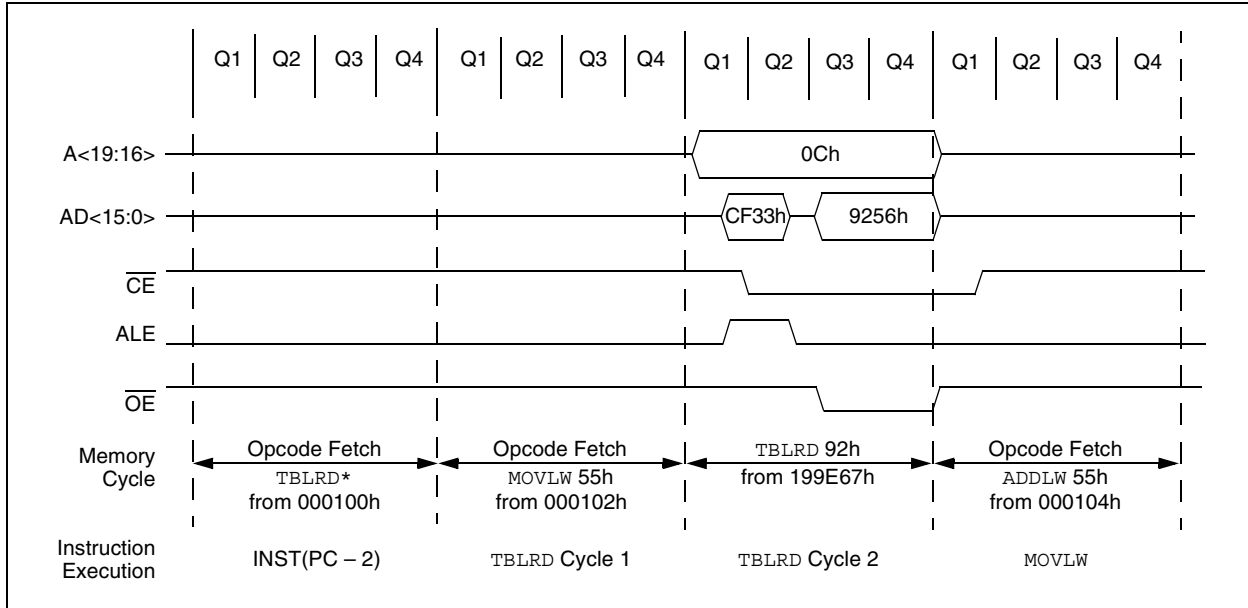 Q1 Q2 Q3 Q4 Q1 Q2 Q3 Q4 Q1 Q2 Q3 Q4 Q1 Q2 Q3 Q4
A<19:16> 0Ch
AD<15:0> CF33h 9256h
CE
ALE
OE
Memory Cycle
Opcode Fetch
TBLRD*
from 000100h
Opcode Fetch
MOVLW 55h
from 000102h
TBLRD 92h
from 199E67h
Opcode Fetch
ADDLW 55h
from 000104h
Instruction Execution
INST(PC – 2)
TBLRD Cycle 1
TBLRD Cycle 2
MOVLW